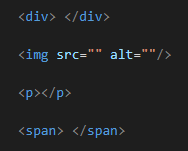 <div> </div>
<img src="" alt=""/>
<p></p>
<span> </span>